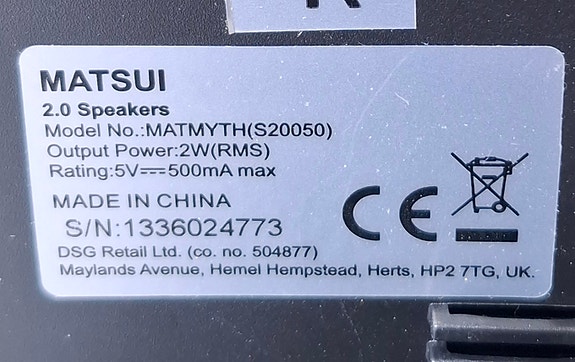 R
MATSUI
2.0 Speakers
Model No.:MATMYTH(S20050)
Output Power:2W(RMS)
Rating:5V⎓500mA max
MADE IN CHINA
S/N:1336024773
CE
DSG Retail Ltd. (co. no. 504877)
Maylands Avenue, Hemel Hempstead, Herts, HP2 7TG, UK.